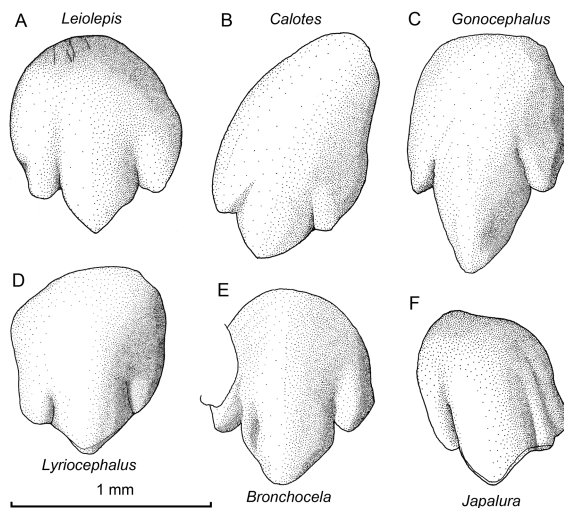 A
Leiolepis
B
Calotes
C
Gonocephalus
D
Lyriocephalus
E
Bronchocela
F
Japalura
1 mm